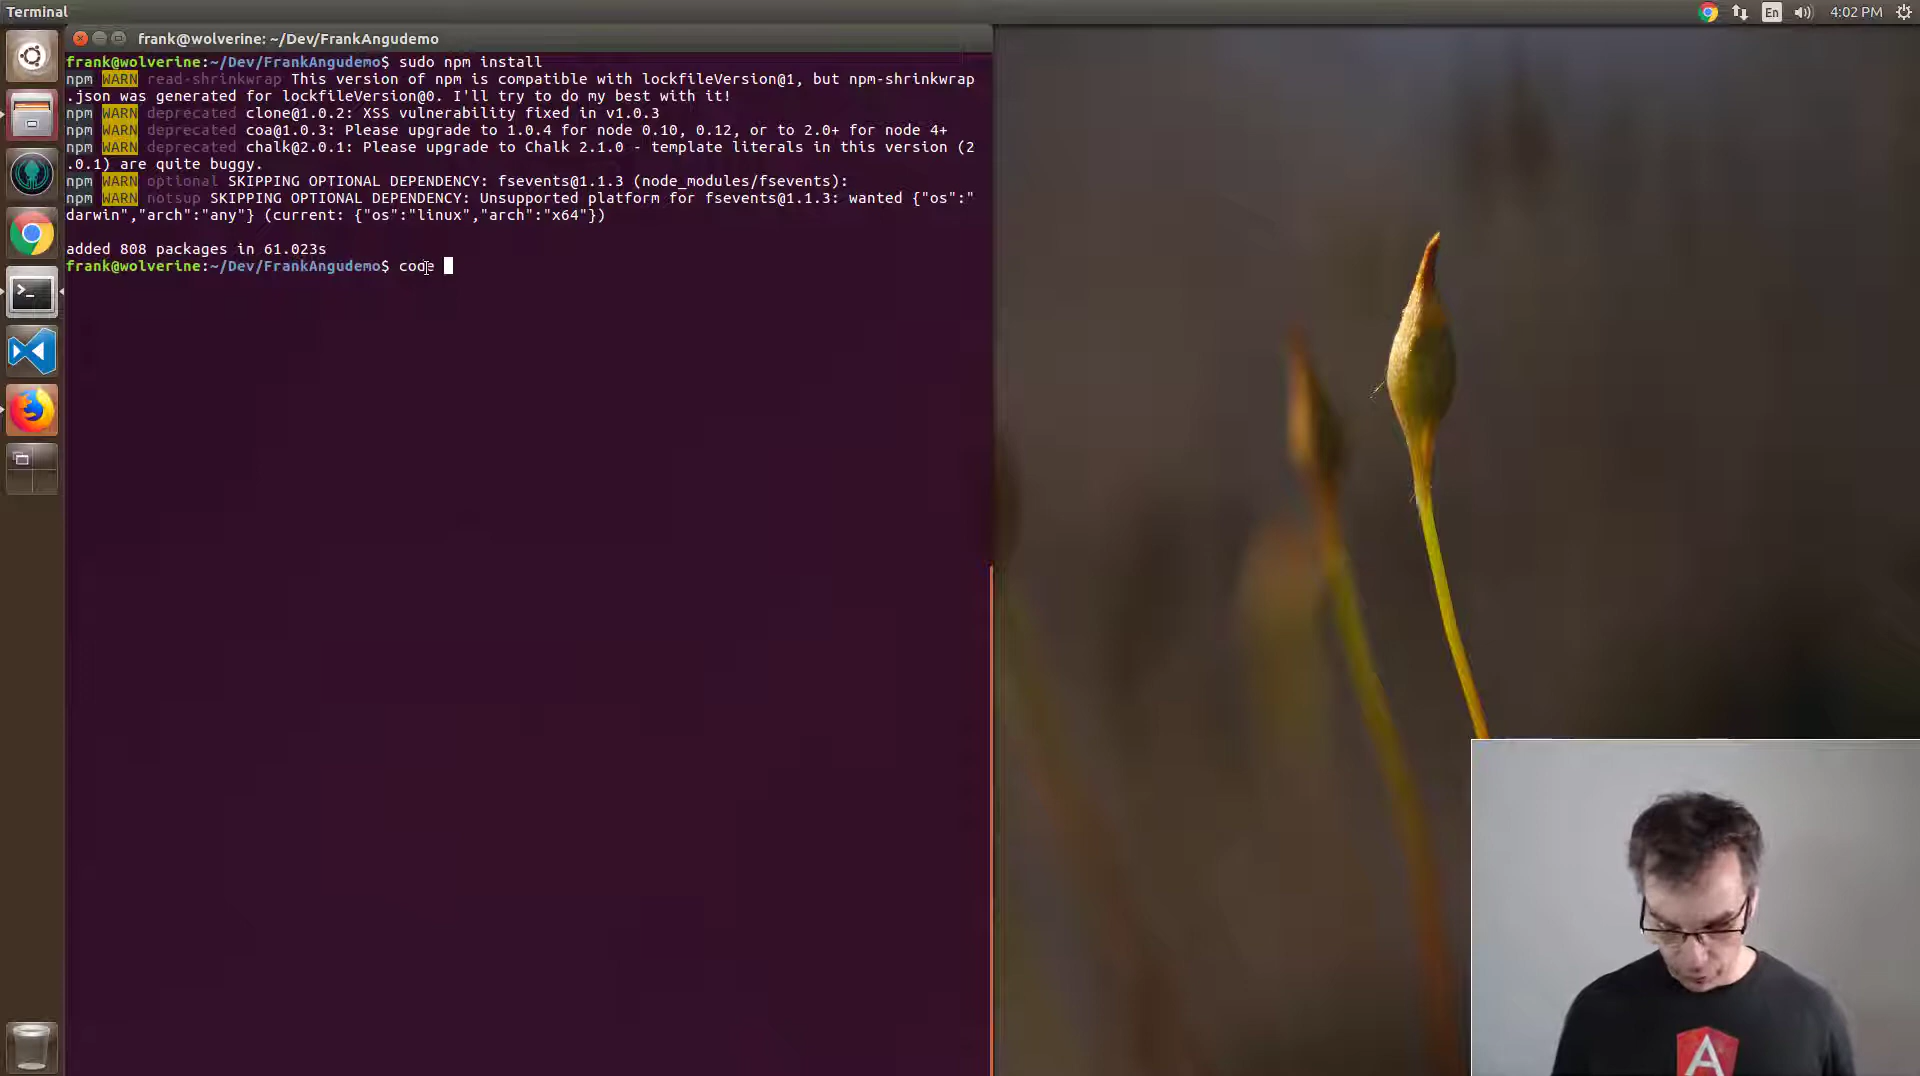 Terminal
En
4:02 PM
frank@wolverine: ~/Dev/FrankAngudemo
frank@wolverine:~/Dev/FrankAngudemo$ sudo npm install
npm WARN read-shrinkwrap This version of npm is compatible with lockfileVersion@1, but npm-shrinkwrap
.json was generated for lockfileVersion@0. I'll try to do my best with it!
npm WARN deprecated clone@1.0.2: XSS vulnerability fixed in v1.0.3
npm WARN deprecated coa@1.0.3: Please upgrade to 1.0.4 for node 0.10, 0.12, or to 2.0+ for node 4+
npm WARN deprecated chalk@2.0.1: Please upgrade to Chalk 2.1.0 - template literals in this version (2
.0.1) are quite buggy.
npm WARN optional SKIPPING OPTIONAL DEPENDENCY: fsevents@1.1.3 (node_modules/fsevents):
npm WARN notsup SKIPPING OPTIONAL DEPENDENCY: Unsupported platform for fsevents@1.1.3: wanted {"os":"
darwin","arch":"any"} (current: {"os":"linux","arch":"x64"})
added 808 packages in 61.023s
frank@wolverine:~/Dev/FrankAngudemo$ code
A